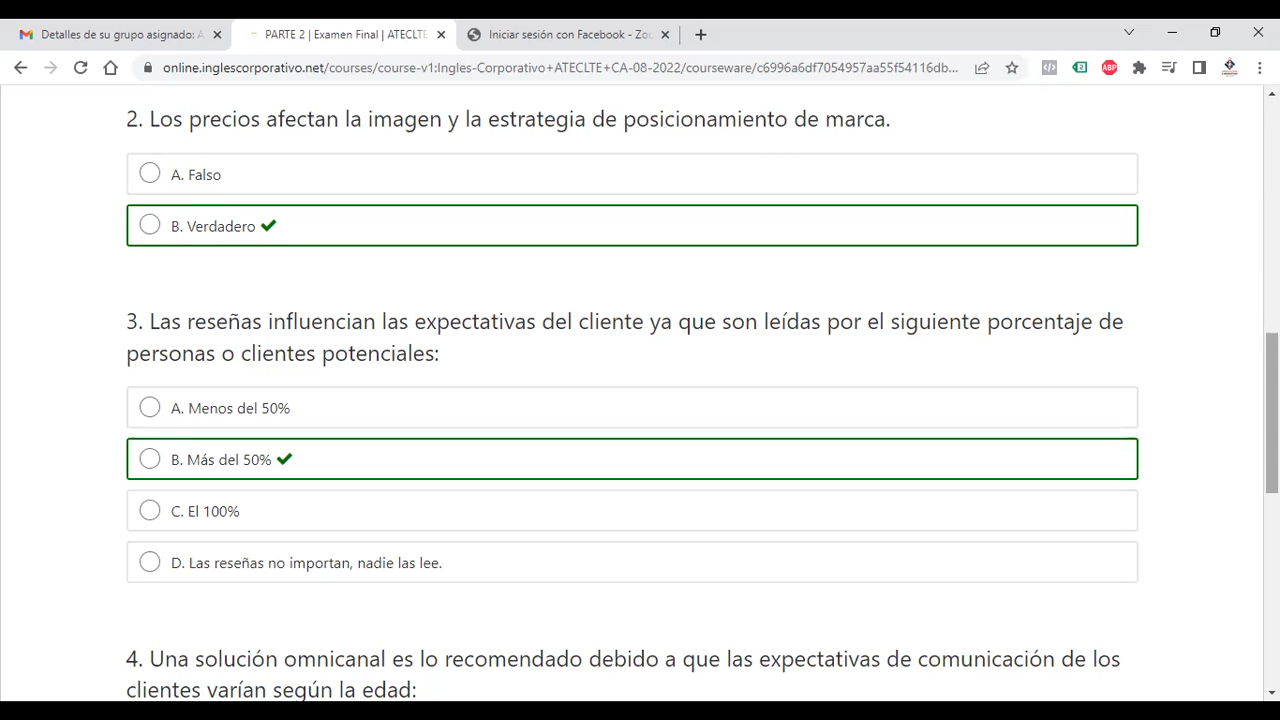 Detalles de su grupo asignado: A
PARTE 2 | Examen Final | ATECLTE
Iniciar sesión con Facebook - Zoo
online.inglescorporativo.net/courses/course-v1:Ingles-Corporativo+ATECLTE+CA-08-2022/courseware/c6996a6df7054957aa55f54116db...
ABP
2. Los precios afectan la imagen y la estrategia de posicionamiento de marca.
A. Falso
B. Verdadero
3. Las reseñas influencian las expectativas del cliente ya que son leídas por el siguiente porcentaje de
personas o clientes potenciales:
A. Menos del 50%
B. Más del 50%
C. El 100%
D. Las reseñas no importan, nadie las lee.
4. Una solución omnicanal es lo recomendado debido a que las expectativas de comunicación de los
clientes varían según la edad: